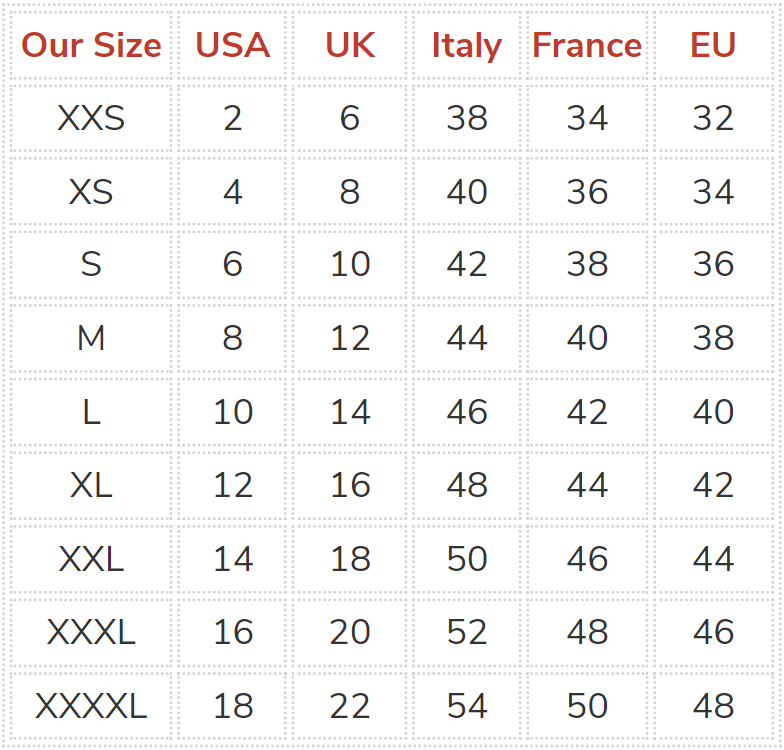 Our Size USA UK Italy France EU
XXS 2 6 38 34 32
XS 4 8 40 36 34
S 6 10 42 38 36
M 8 12 44 40 38
L 10 14 46 42 40
XL 12 16 48 44 42
XXL 14 18 50 46 44
XXXL 16 20 52 48 46
XXXXL 18 22 54 50 48